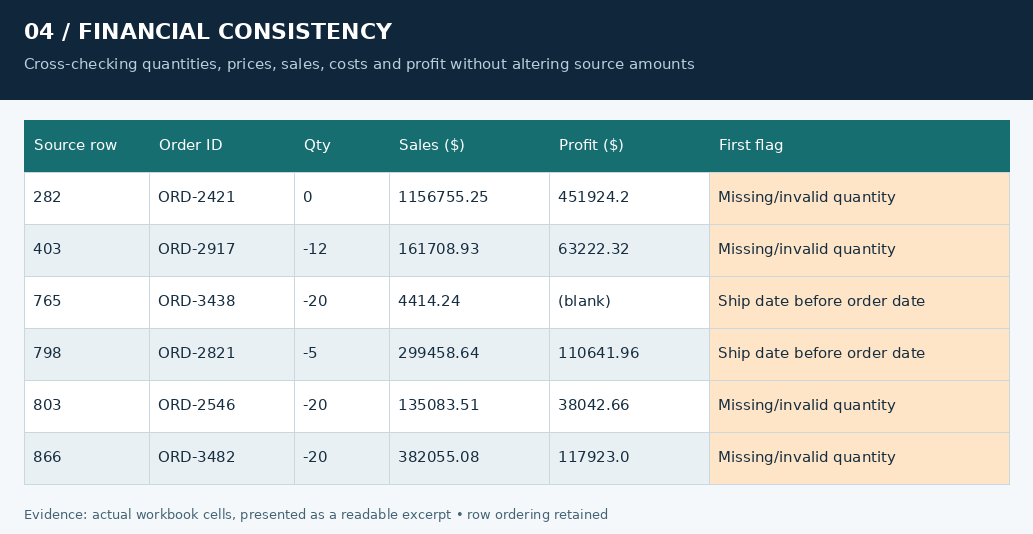 04 / FINANCIAL CONSISTENCY
Cross-checking quantities, prices, sales, costs and profit without altering source amounts
Source row Order ID Qty Sales ($) Profit ($) First flag
282 ORD-2421 0 1156755.25 451924.2 Missing/invalid quantity
403 ORD-2917 -12 161708.93 63222.32 Missing/invalid quantity
765 ORD-3438 -20 4414.24 (blank) Ship date before order date
798 ORD-2821 -5 299458.64 110641.96 Ship date before order date
803 ORD-2546 -20 135083.51 38042.66 Missing/invalid quantity
866 ORD-3482 -20 382055.08 117923.0 Missing/invalid quantity
Evidence: actual workbook cells, presented as a readable excerpt • row ordering retained